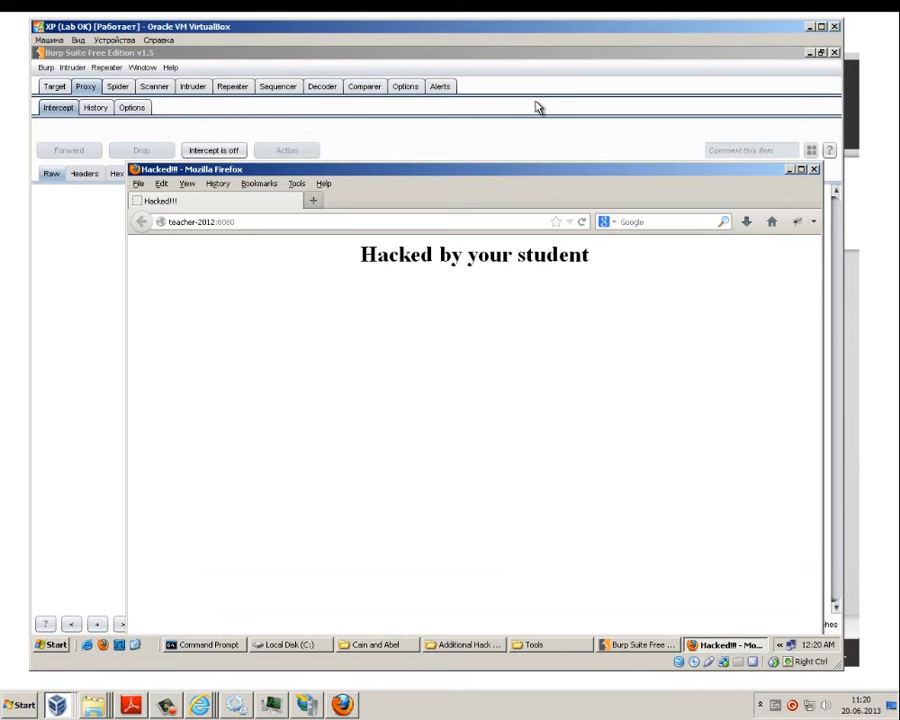 XP (Lab OK) [Работает] - Oracle VM VirtualBox
Машина Вид Устройства Справка
Burp Suite Free Edition v1.5
Burp Intruder Repeater Window Help
Target Proxy Spider Scanner Intruder Repeater Sequencer Decoder Comparer Options Alerts
Intercept History Options
Forward Drop Intercept is off Action Comment this item ?
Raw Headers Hex
Hacked!!! - Mozilla Firefox
File Edit View History Bookmarks Tools Help
Hacked!!! +
teacher-2012:8080 Google
Hacked by your student
? < + >
Start Command Prompt Local Disk (C:) Cain and Abel Additional Hack ... Tools Burp Suite Free ... Hacked!!! - Mo... « 12:20 AM
Right Ctrl
Start 11:20
20.06.2013